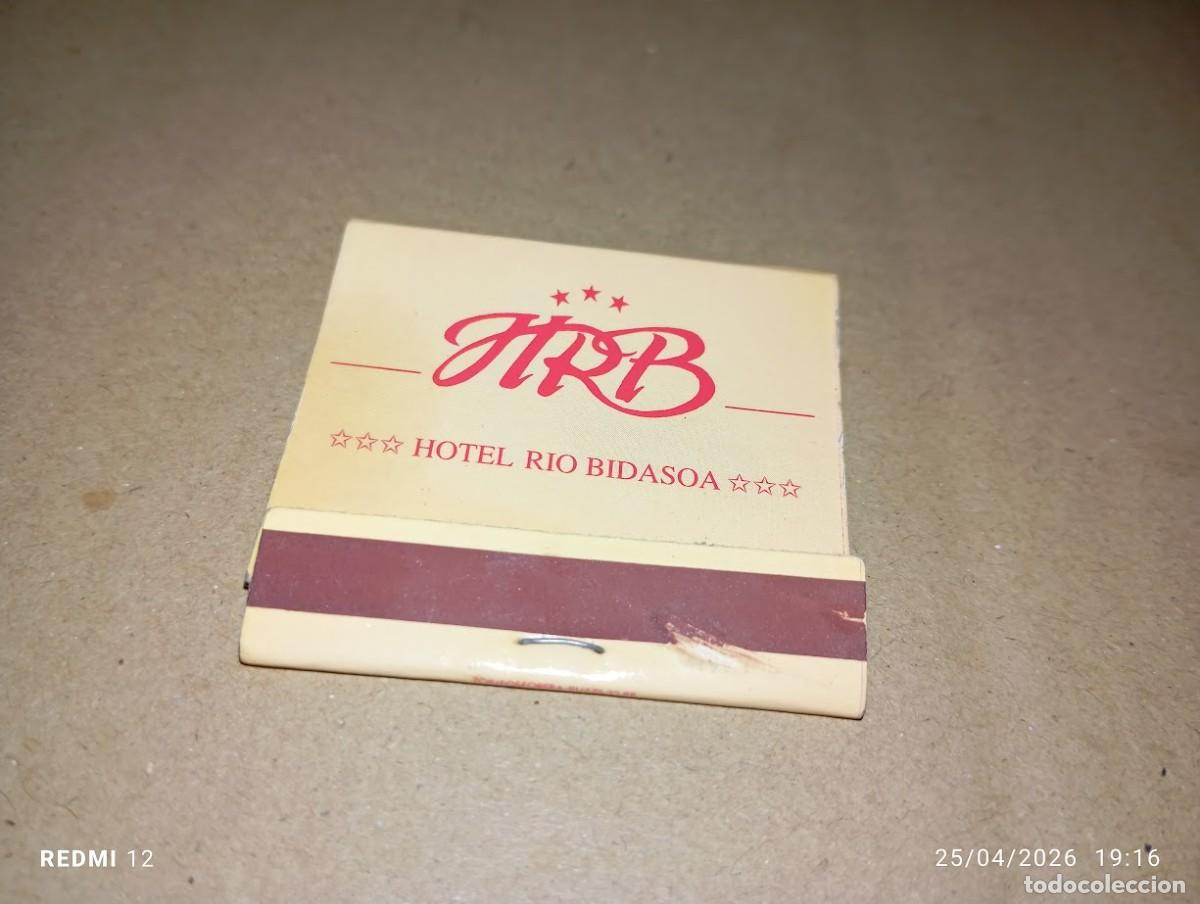 HRB
☆☆☆ HOTEL RIO BIDASOA ☆☆☆
REDMI 12
25/04/2026 19:16
todocoleccion